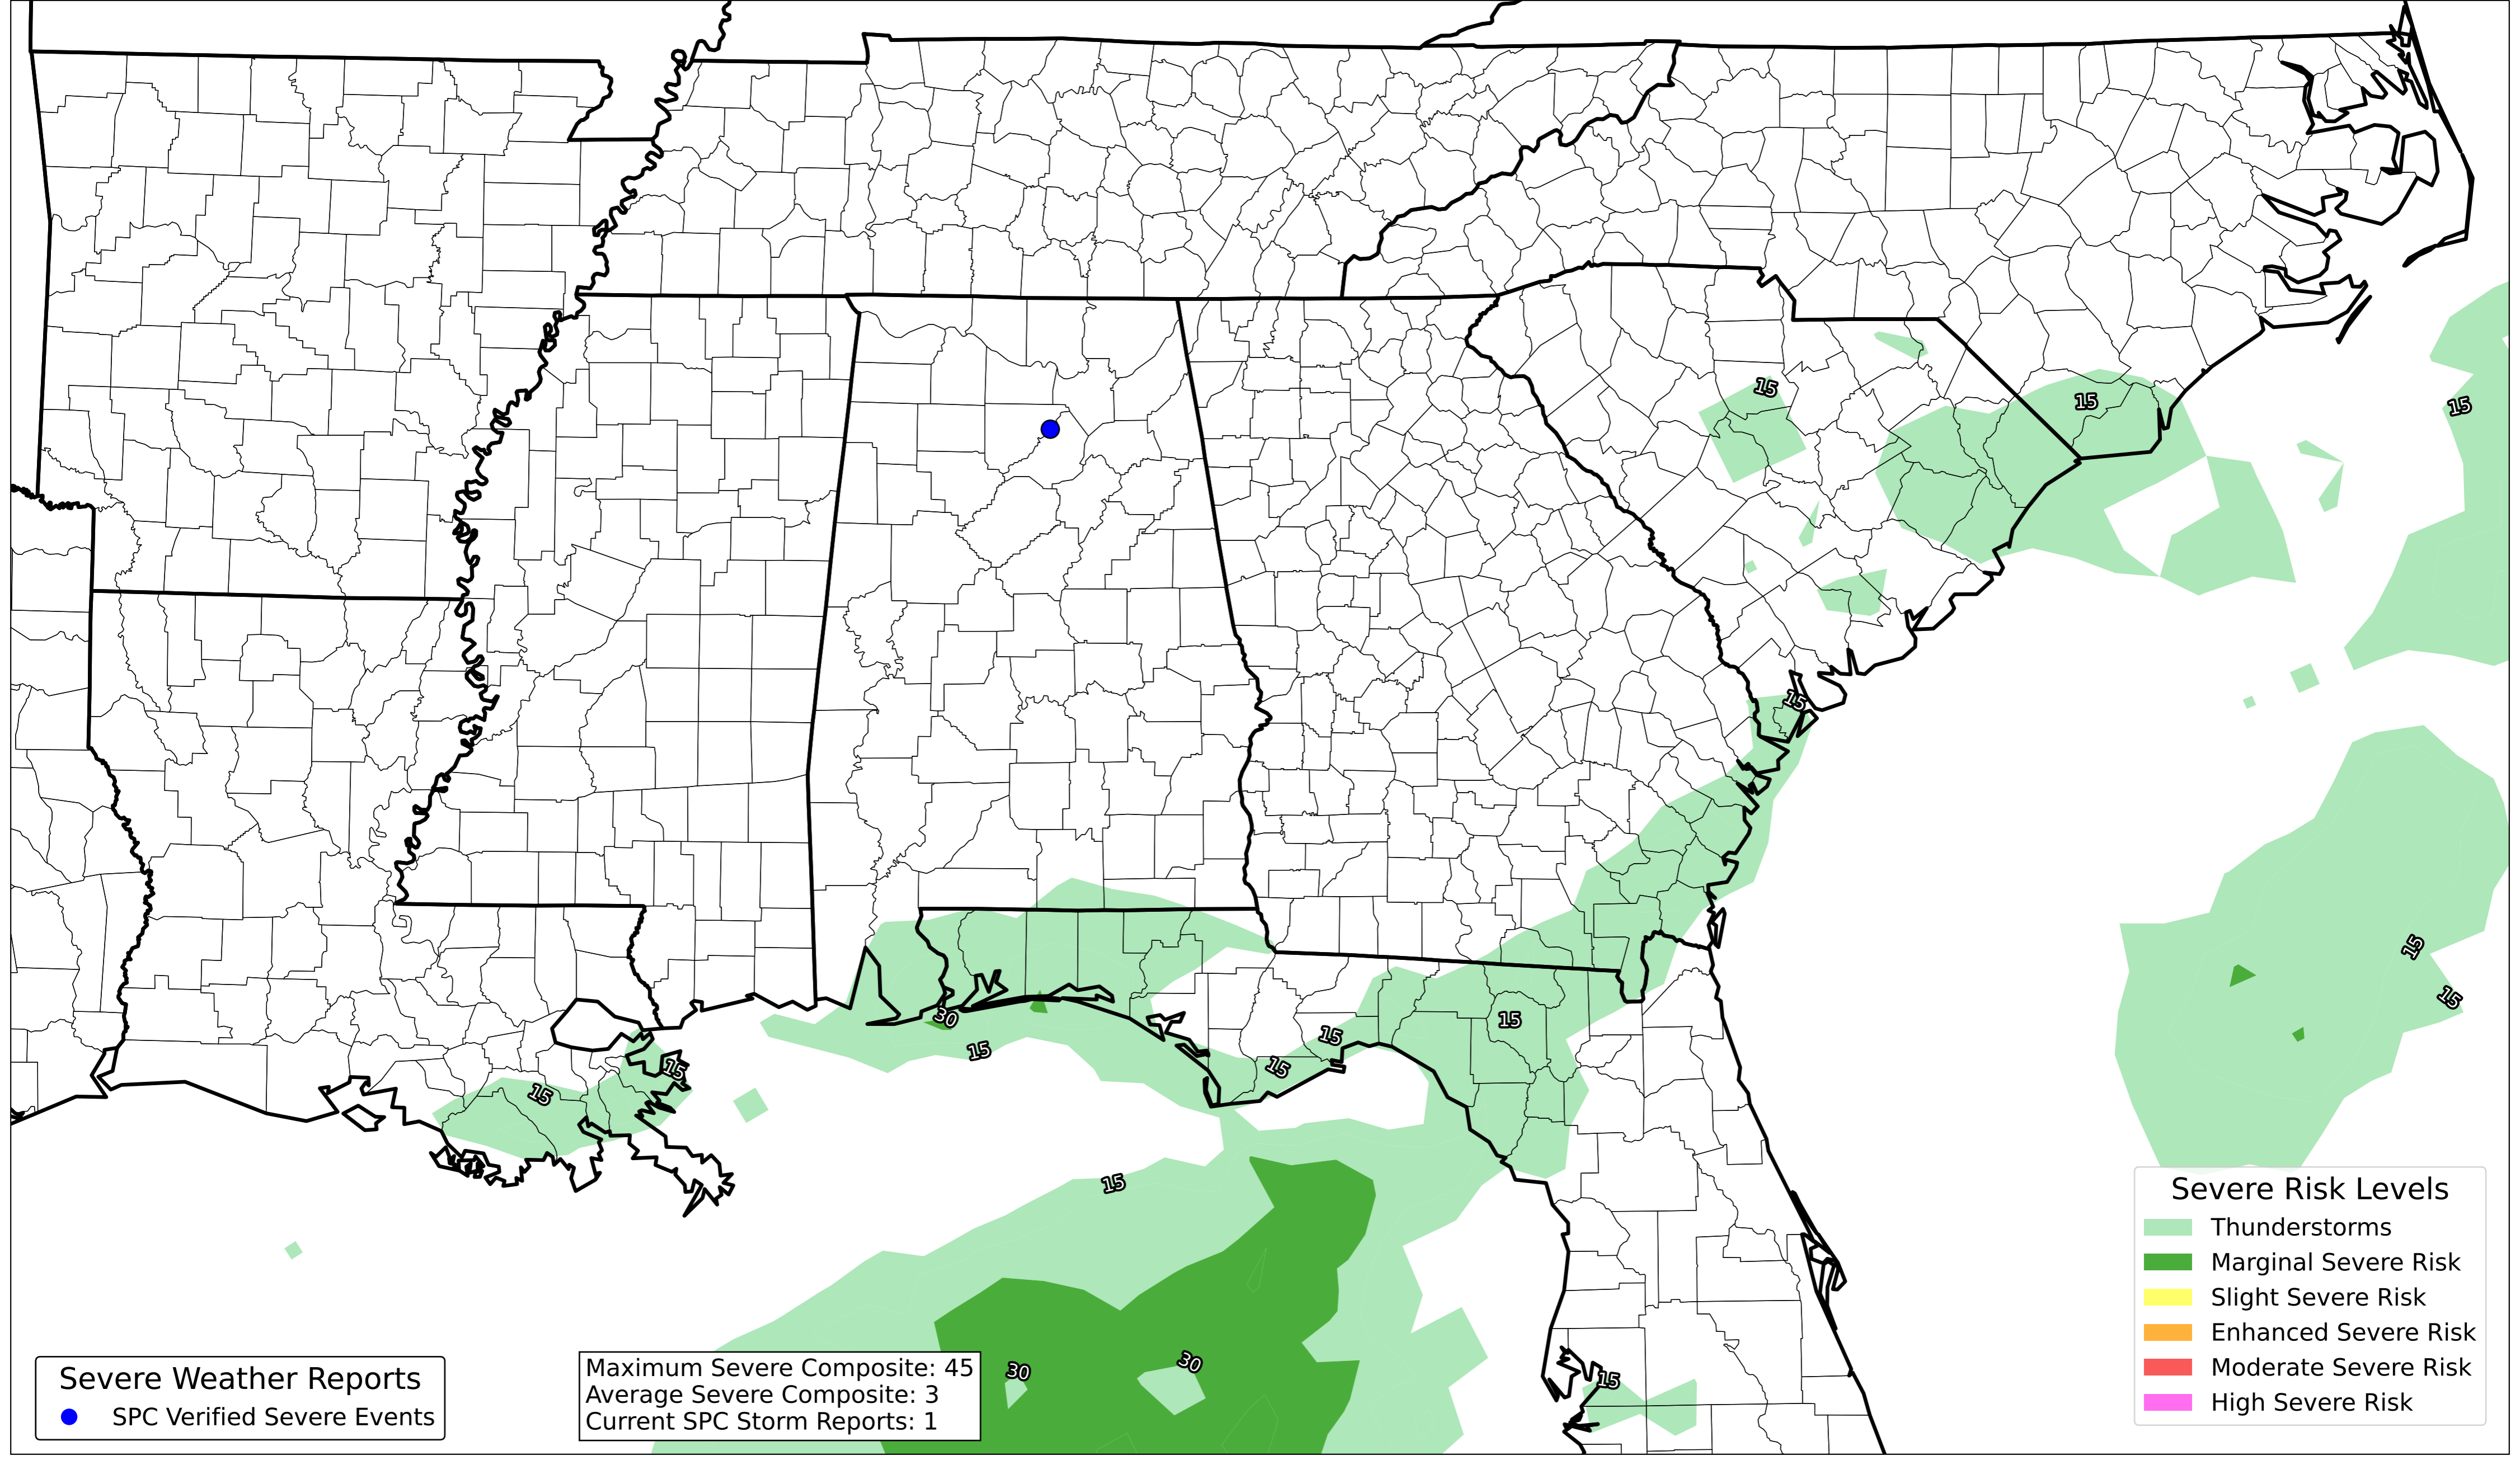 15
15
15
15
15
15
30
15
15
15
15
15
15
15
Severe Risk Levels
Thunderstorms
Marginal Severe Risk
Slight Severe Risk
Enhanced Severe Risk
Moderate Severe Risk
High Severe Risk
30
30
15
Severe Weather Reports
SPC Verified Severe Events
Maximum Severe Composite: 45
Average Severe Composite: 3
Current SPC Storm Reports: 1